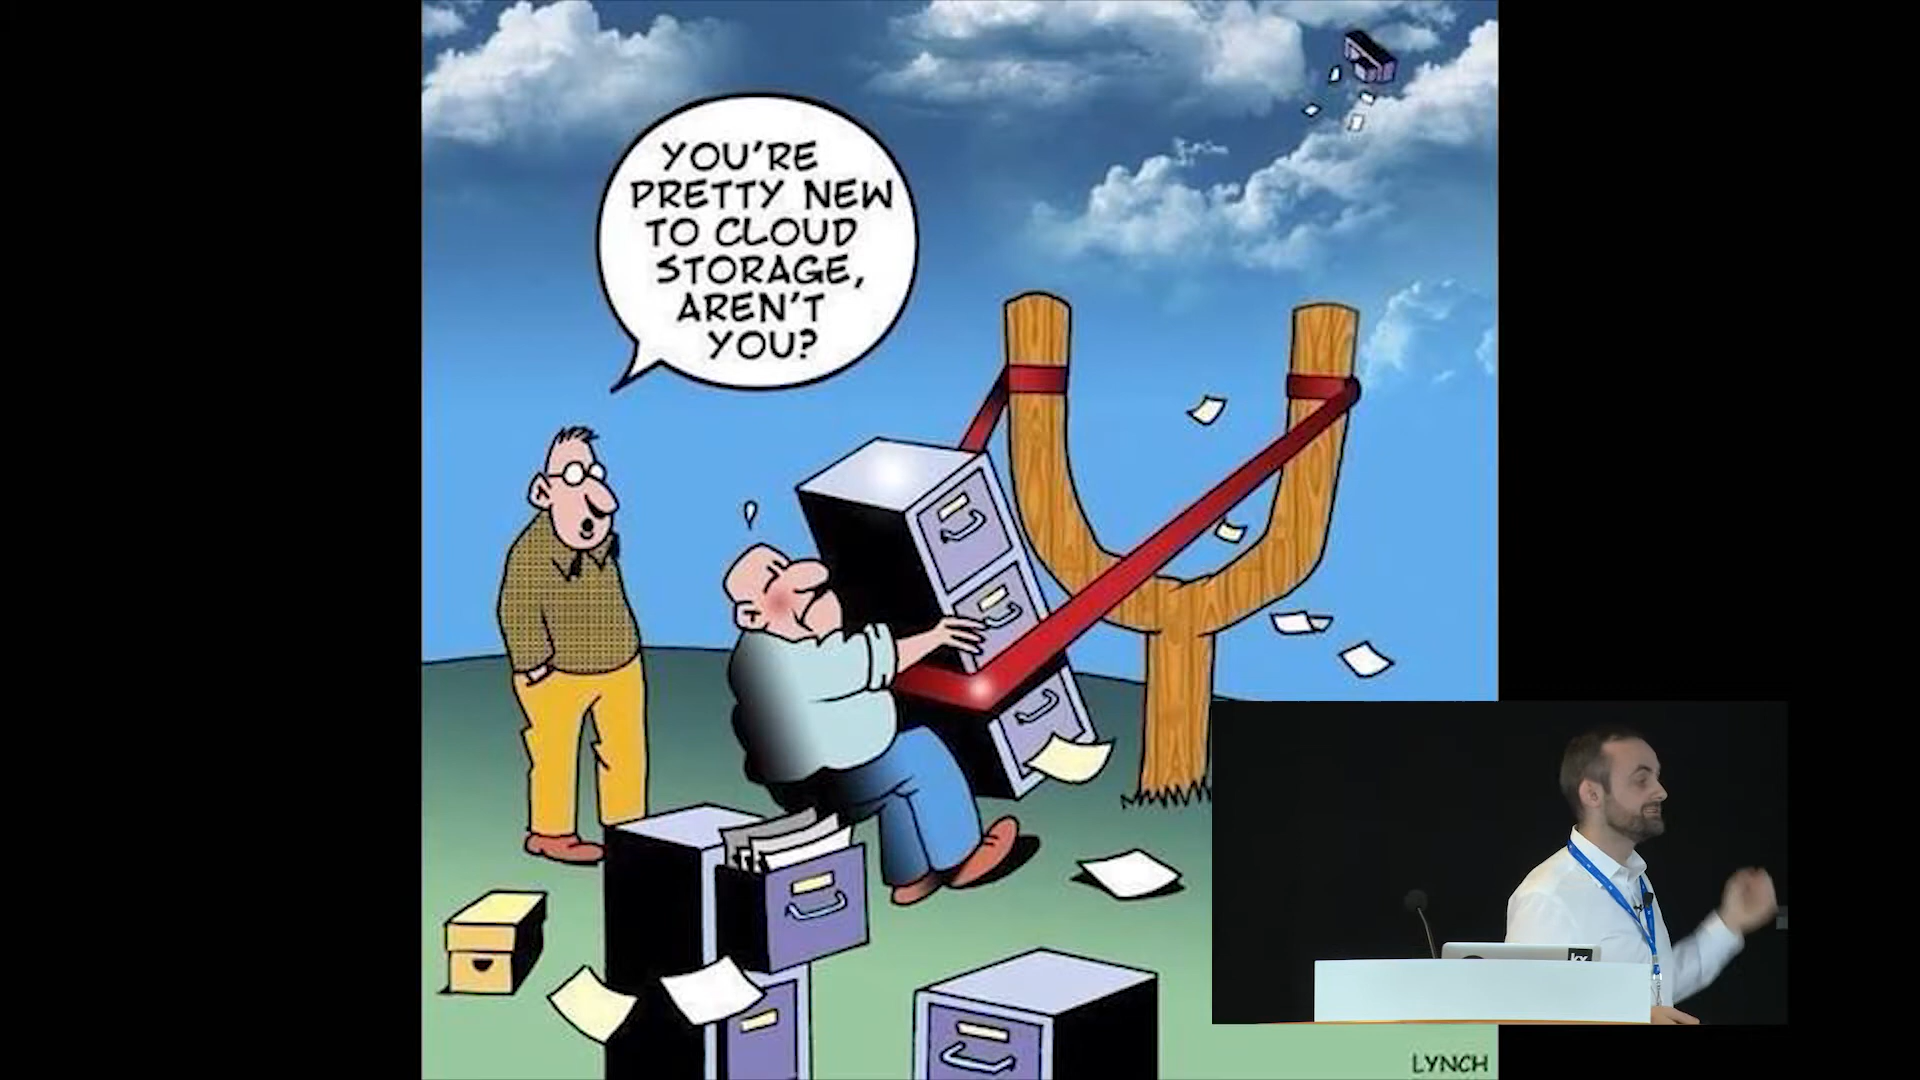 YOU'RE
PRETTY NEW
TO CLOUD
STORAGE,
AREN'T
YOU?
LYNCH